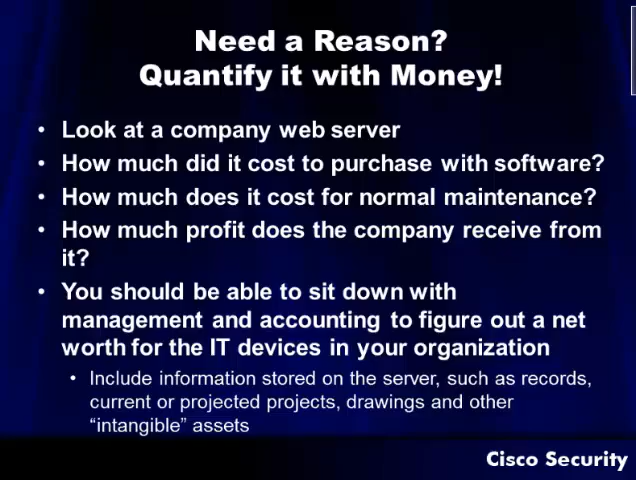 Need a Reason?
Quantify it with Money!
• Look at a company web server
• How much did it cost to purchase with software?
• How much does it cost for normal maintenance?
• How much profit does the company receive from
it?
• You should be able to sit down with
management and accounting to figure out a net
worth for the IT devices in your organization
• Include information stored on the server, such as records,
current or projected projects, drawings and other
“intangible” assets
Cisco Security